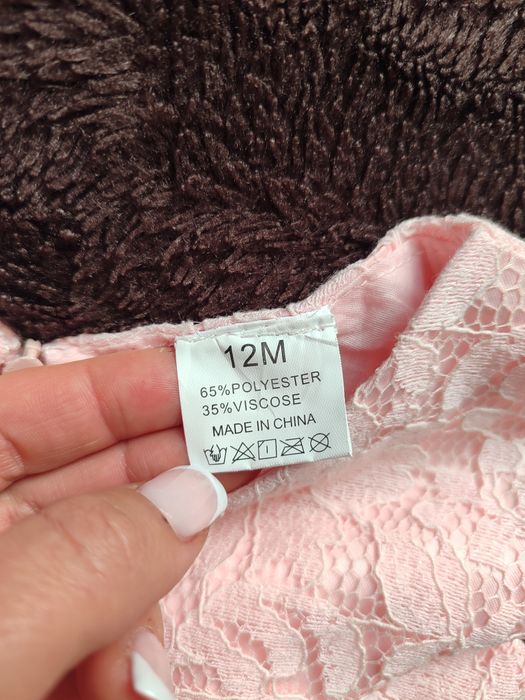 12M
65%POLYESTER
35%VISCOSE
MADE IN CHINA